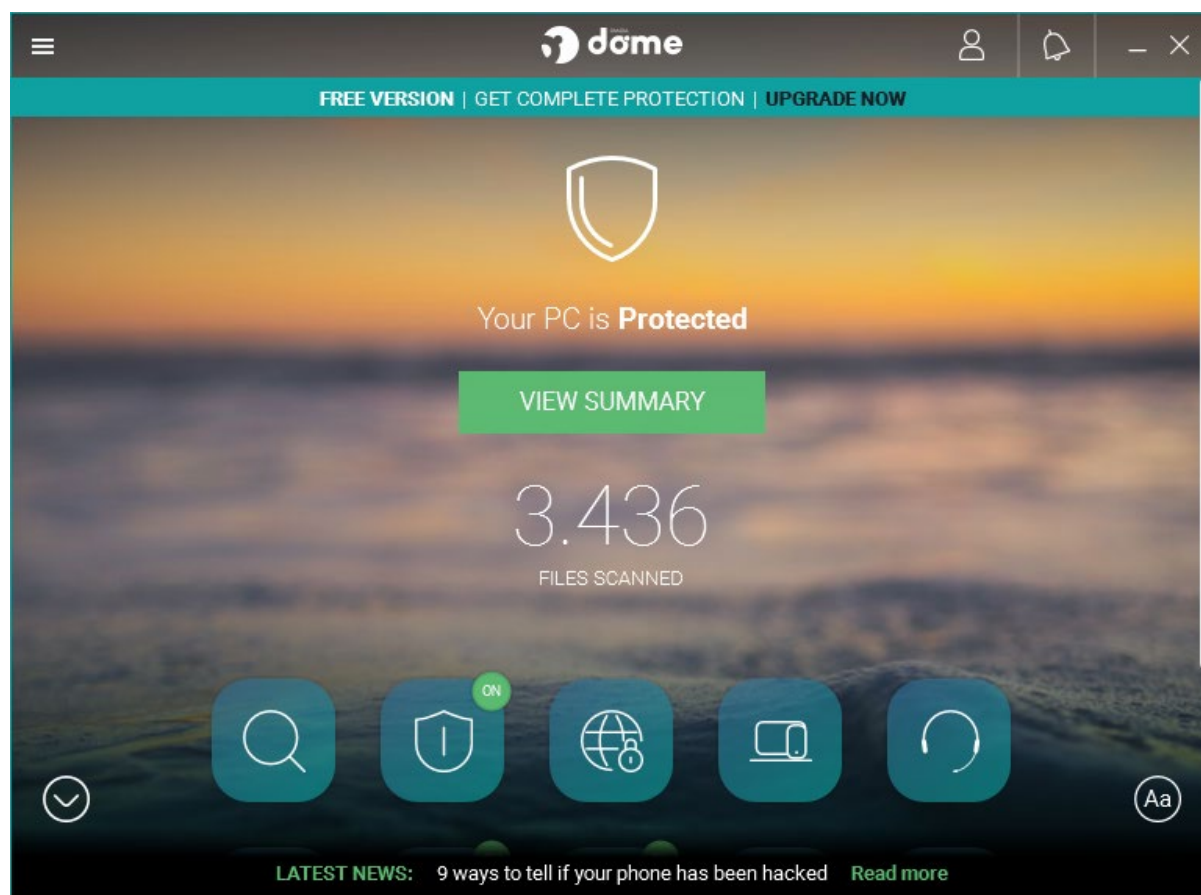 döme
FREE VERSION | GET COMPLETE PROTECTION | UPGRADE NOW
Your PC is Protected
VIEW SUMMARY
3.436
FILES SCANNED
ON
Aa
LATEST NEWS: 9 ways to tell if your phone has been hacked Read more